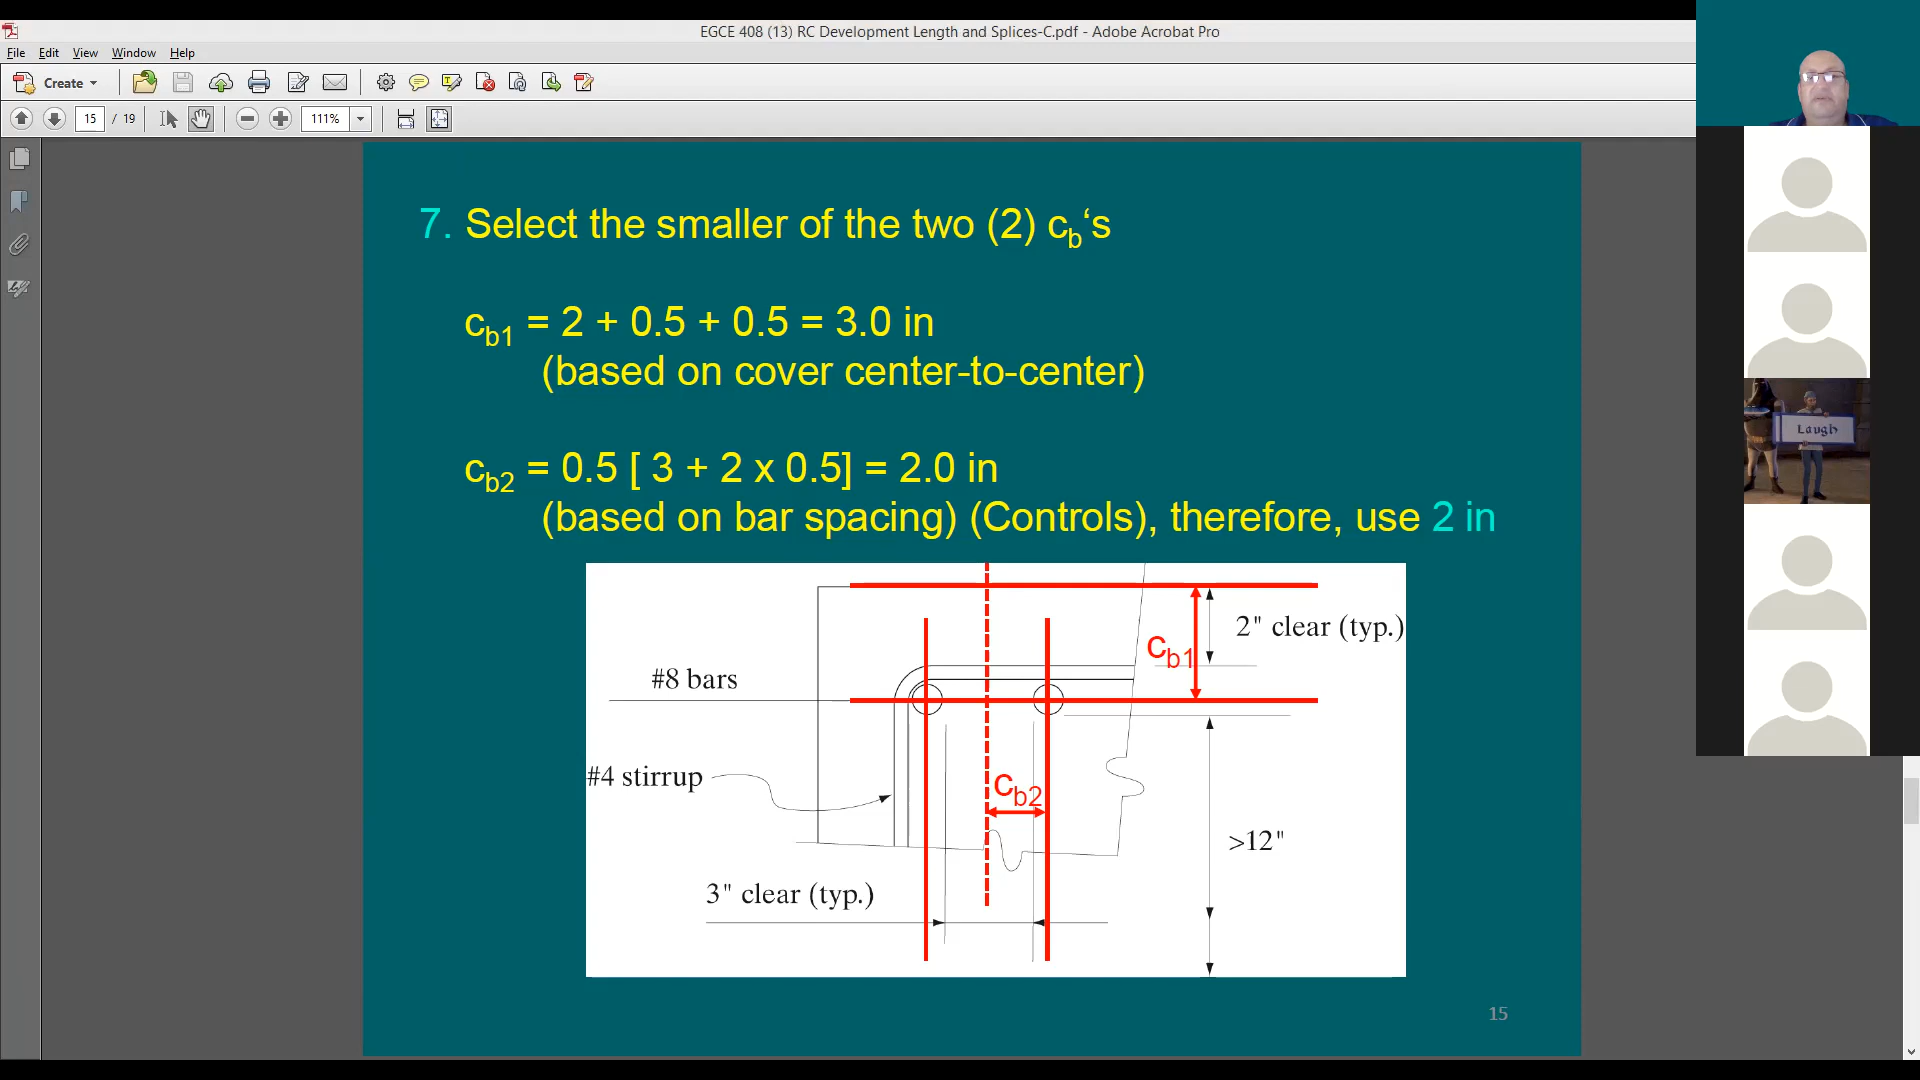 EGCE 408 (13) RC Development Length and Splices-C.pdf - Adobe Acrobat Pro
File Edit View Window Help
Create
15 / 19 111%
7. Select the smaller of the two (2) cb‘s
cb1 = 2 + 0.5 + 0.5 = 3.0 in
(based on cover center-to-center)
cb2 = 0.5 [ 3 + 2 x 0.5] = 2.0 in
(based on bar spacing) (Controls), therefore, use 2 in
2" clear (typ.)
cb1
#8 bars
#4 stirrup
cb2
>12"
3" clear (typ.)
15
Laugh